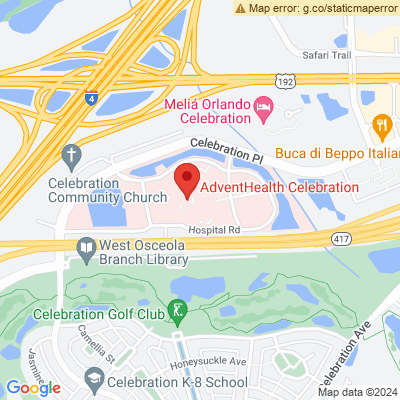 Map error: g.co/staticmaperror
Safari Trail
192
4
Meliá Orlando
Celebration
Celebration Pl
Buca di Beppo Italian
Celebration
Community Church
AdventHealth Celebration
Hospital Rd
417
West Osceola
Branch Library
Celebration Golf Club
Camellia St
Jasmine
Honeysuckle Ave
Celebration Ave
Celebration K-8 School
Google
Map data ©2024